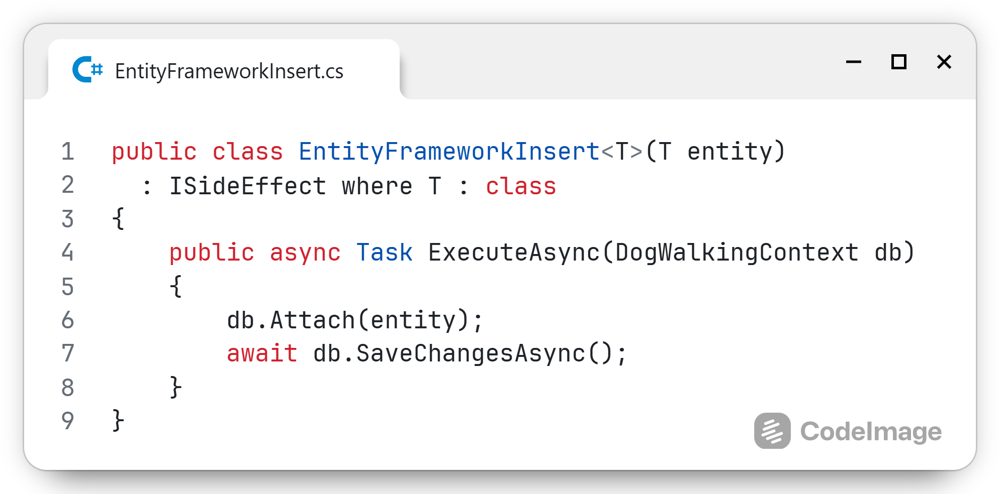 EntityFrameworkInsert.cs
1 public class EntityFrameworkInsert<T>(T entity)
2   : ISideEffect where T : class
3 {
4     public async Task ExecuteAsync(DogWalkingContext db)
5     {
6         db.Attach(entity);
7         await db.SaveChangesAsync();
8     }
9 }
CodeImage